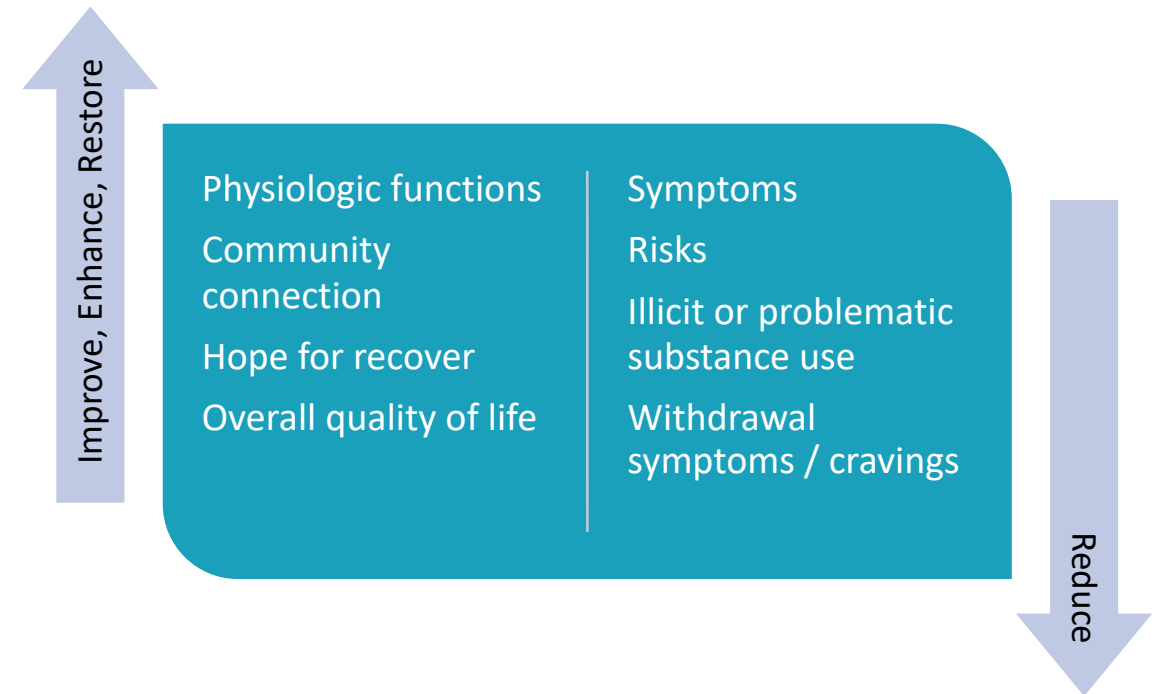 Improve, Enhance, Restore
Physiologic functions
Community
connection
Hope for recover
Overall quality of life
Symptoms
Risks
Illicit or problematic
substance use
Withdrawal
symptoms / cravings
Reduce